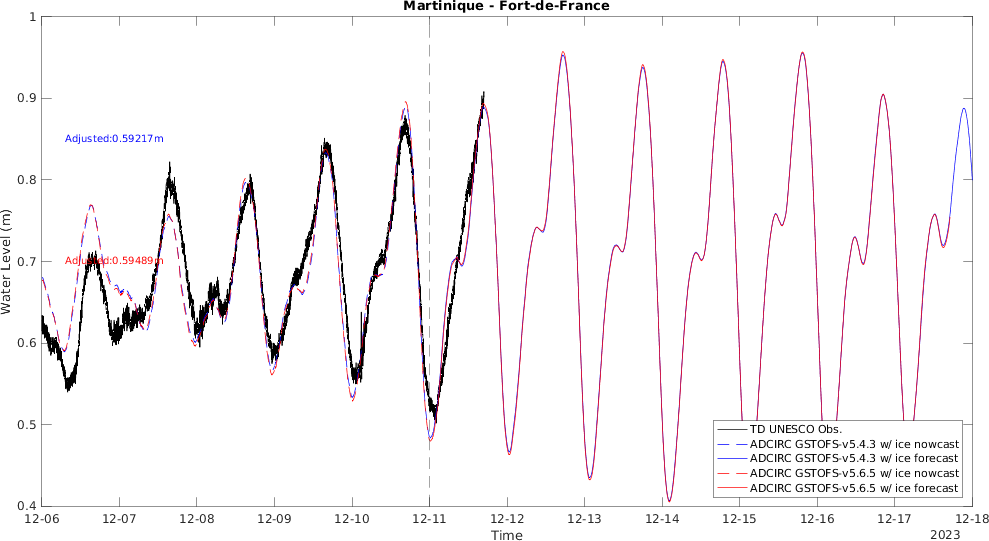 Martinique - Fort-de-France
1
0.9
0.8
0.7
0.6
0.5
0.4
Water Level (m)
Adjusted:0.59217m
Adjusted:0.59489m
TD UNESCO Obs.
ADCIRC GSTOFS-v5.4.3 w/ ice nowcast
ADCIRC GSTOFS-v5.4.3 w/ ice forecast
ADCIRC GSTOFS-v5.6.5 w/ ice nowcast
ADCIRC GSTOFS-v5.6.5 w/ ice forecast
12-06 12-07 12-08 12-09 12-10 12-11 12-12 12-13 12-14 12-15 12-16 12-17 12-18
Time
2023